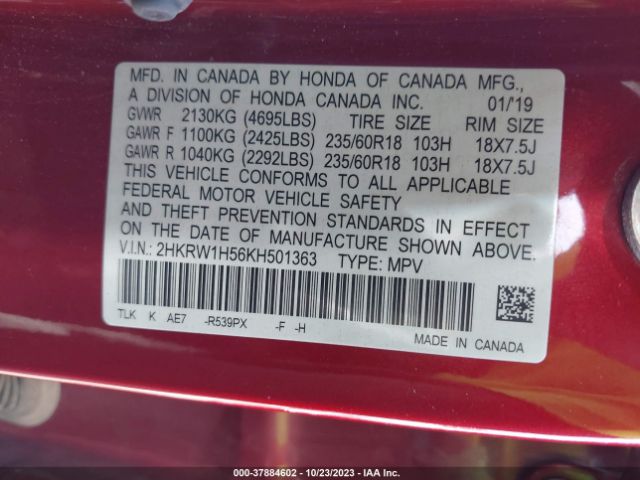 MFD. IN CANADA BY HONDA OF CANADA MFG.,
A DIVISION OF HONDA CANADA INC. 01/'19
GVWR 2130KG (4695LBS) TIRE SIZE RIM SIZE
GAWR F 1100KG (2425LBS) 235/60R18 103H 18X7.5J
GAWR R 1040KG (2292LBS) 235/60R18 103H 18X7.5J
THIS VEHICLE CONFORMS TO ALL APPLICABLE
FEDERAL MOTOR VEHICLE SAFETY
AND THEFT PREVENTION STANDARDS IN EFFECT
ON THE DATE OF MANUFACTURE SHOWN ABOVE.
V.I.N.: 2HKRW1H56KH501363 TYPE: MPV
TLK K AE7 -R539PX -F -H
MADE IN CANADA
000-37884602 - 10/23/2023 - IAAI.com